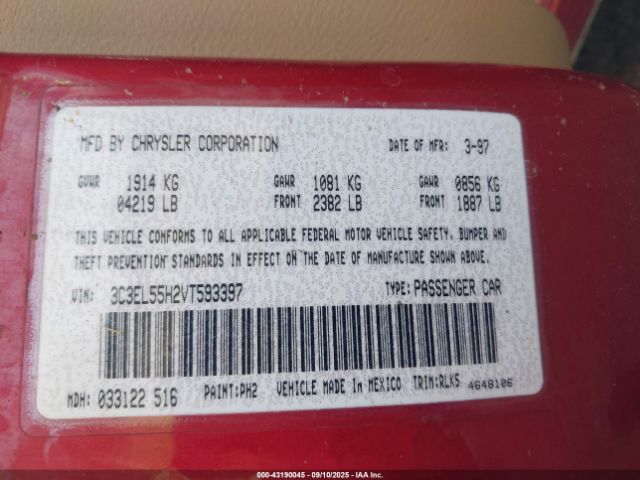 MFD BY CHRYSLER CORPORATION DATE OF MFR: 3-97
GVWR 1914 KG GAWR 1081 KG GAWR 0856 KG
04219 LB FRONT 2382 LB FRONT 1887 LB
THIS VEHICLE CONFORMS TO ALL APPLICABLE FEDERAL MOTOR VEHICLE SAFETY, BUMPER AND
THEFT PREVENTION STANDARDS IN EFFECT ON THE DATE OF MANUFACTURE SHOWN ABOVE.
VIN: 3C3EL55H2VT593397 TYPE: PASSENGER CAR
MDH: 033122 516 PAINT: PH2 VEHICLE MADE IN MEXICO TRIM: RLK5 4648106
000-43190045 - 09/10/2025 - IAA Inc.